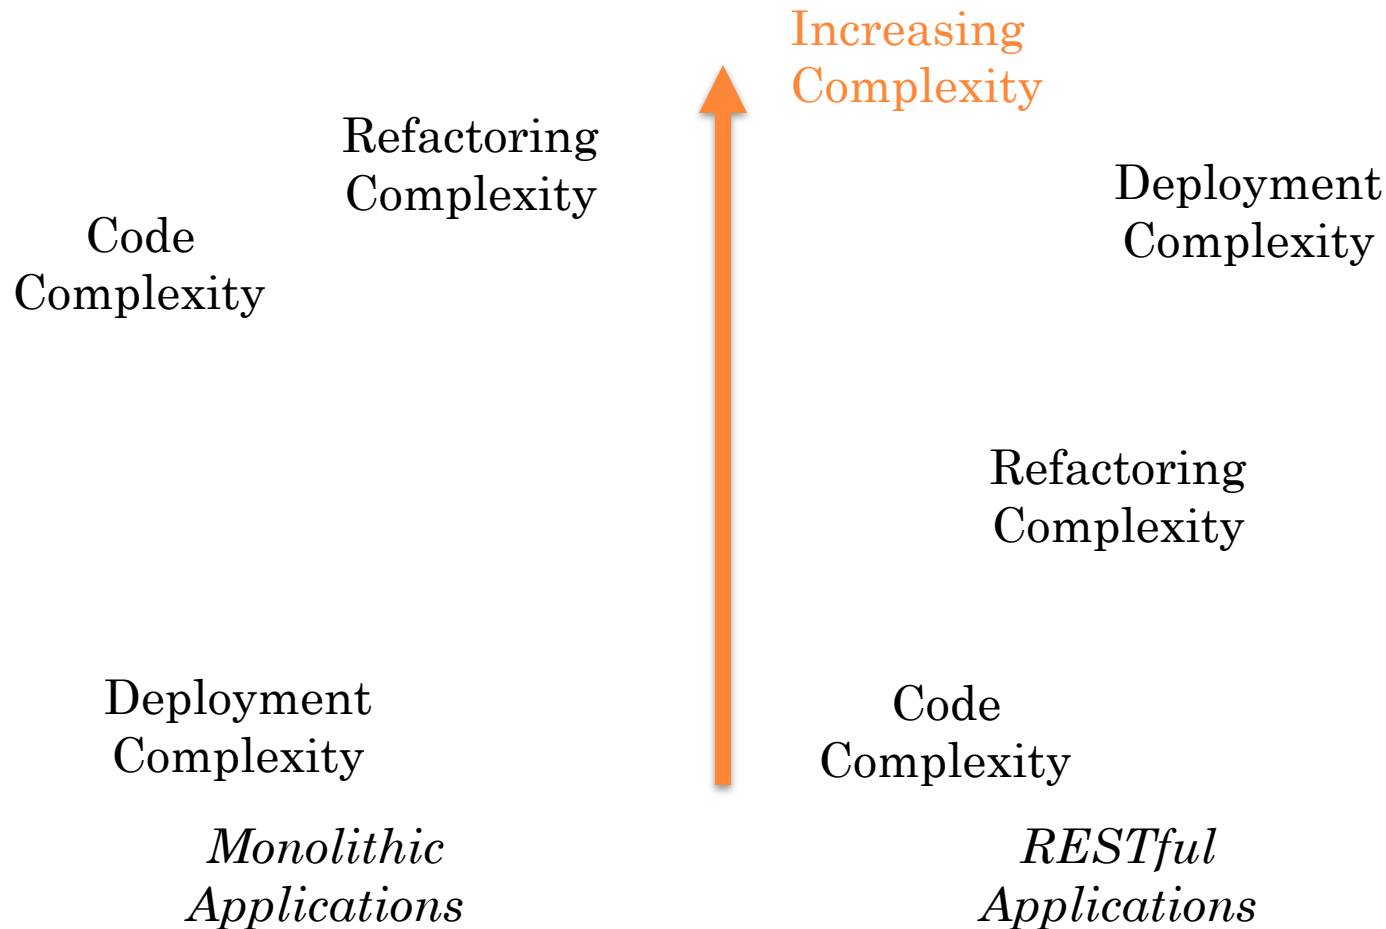 Increasing
Complexity
Refactoring
Complexity
Deployment
Complexity
Code
Complexity
Refactoring
Complexity
Deployment
Complexity
Code
Complexity
Monolithic
Applications
RESTful
Applications